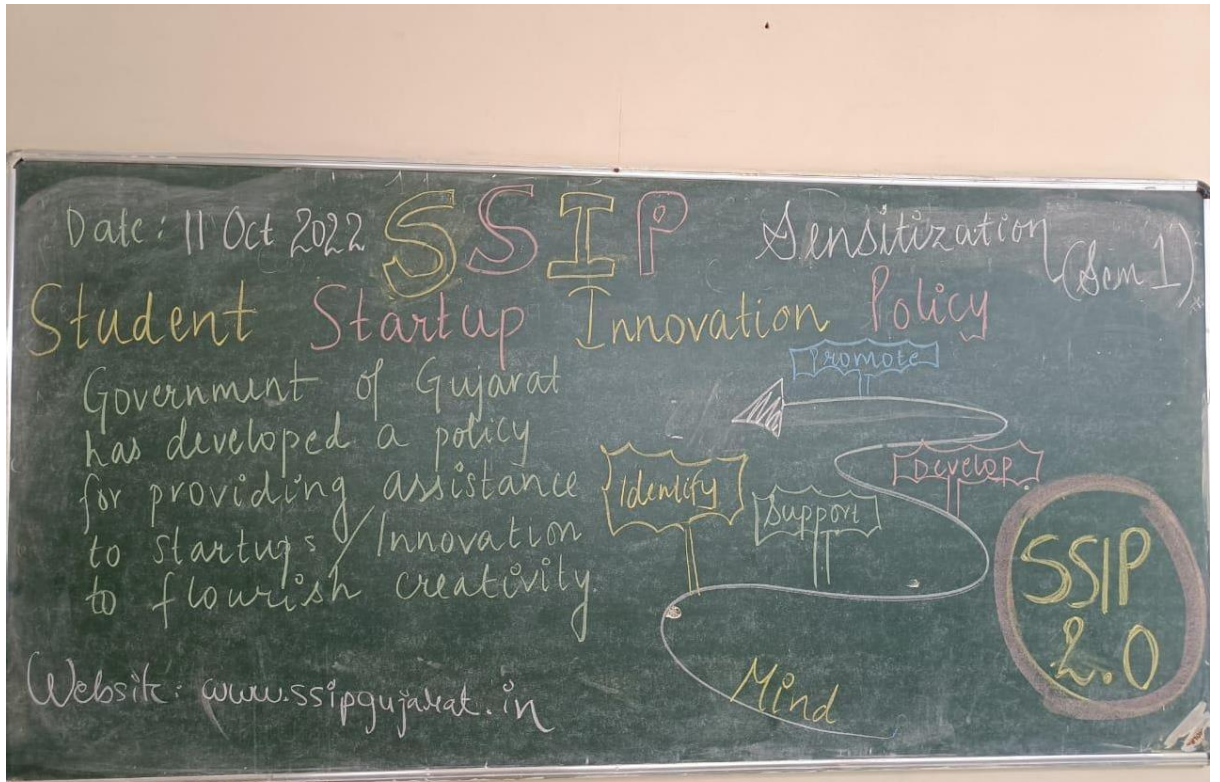 Date: 11 Oct 2022 SSIP Sensitization (Sem 1)
Student Startup Innovation Policy
Government of Gujarat
has developed a policy
for providing assistance
to startups/Innovation
to flourish creativity.
Website: www.ssipgujarat.in
Promote
Develop
Identify
Support
Mind
SSIP
2.0